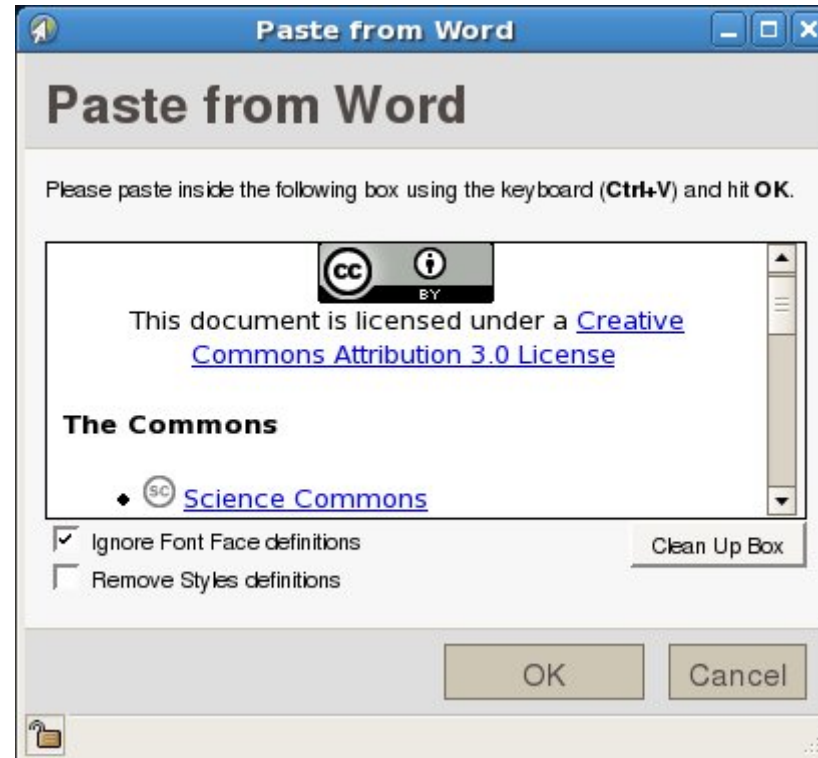 Paste from Word
Paste from Word
Please paste inside the following box using the keyboard (Ctrl+V) and hit OK.
cc
BY
This document is licensed under a Creative
Commons Attribution 3.0 License
The Commons
sc Science Commons
Ignore Font Face definitions
Clean Up Box
Remove Styles definitions
OK Cancel